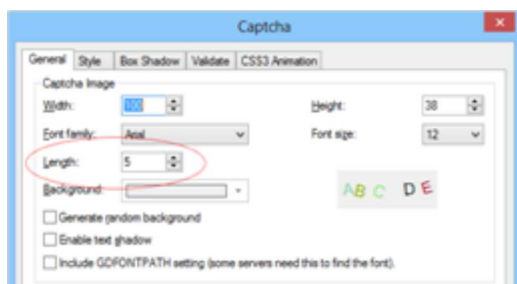 Captcha
General Style Box Shadow Validate CSS3 Animation
Captcha Image
Width: 100 Height: 38
Font family: Arial Font size: 12
Length: 5
Background: ABC DE
Generate random background
Enable text shadow
Include GDFONTPATH setting (some servers need this to find the font).